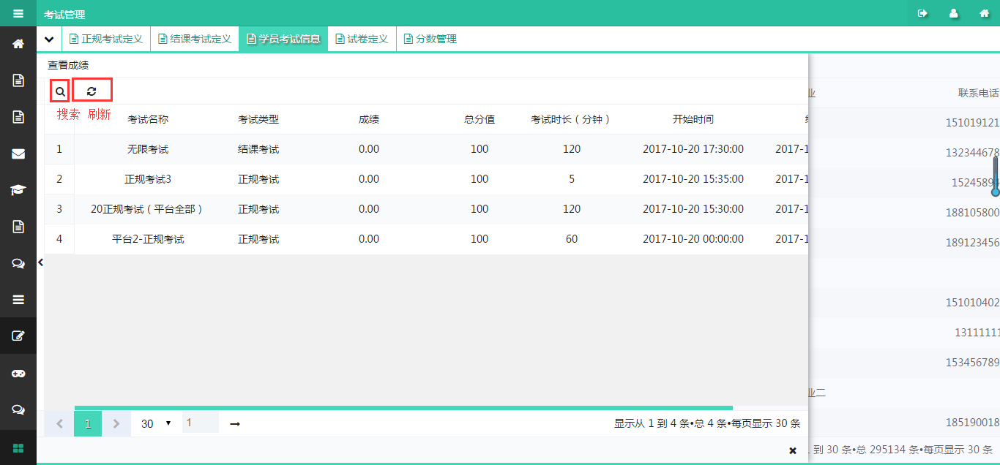 考试管理
正规考试定义 结课考试定义 学员考试信息 试卷定义 分数管理
查看成绩
搜索 刷新
考试名称 考试类型 成绩 总分值 考试时长（分钟） 开始时间 联系电话
1 无限考试 结课考试 0.00 100 120 2017-10-20 17:30:00 2017-1
2 正规考试3 正规考试 0.00 100 5 2017-10-20 15:35:00 2017-1
3 20正规考试（平台全部） 正规考试 0.00 100 120 2017-10-20 15:30:00 2017-1
4 平台2-正规考试 正规考试 0.00 100 60 2017-10-20 00:00:00 2017-1
151019121
132344678
15245894
188105800
189123456
151010402
13111111
153456789
业二
185190018
1 30 1 显示从 1 到 4 条•总 4 条•每页显示 30 条
到 30 条•总 295134 条•每页显示 30 条